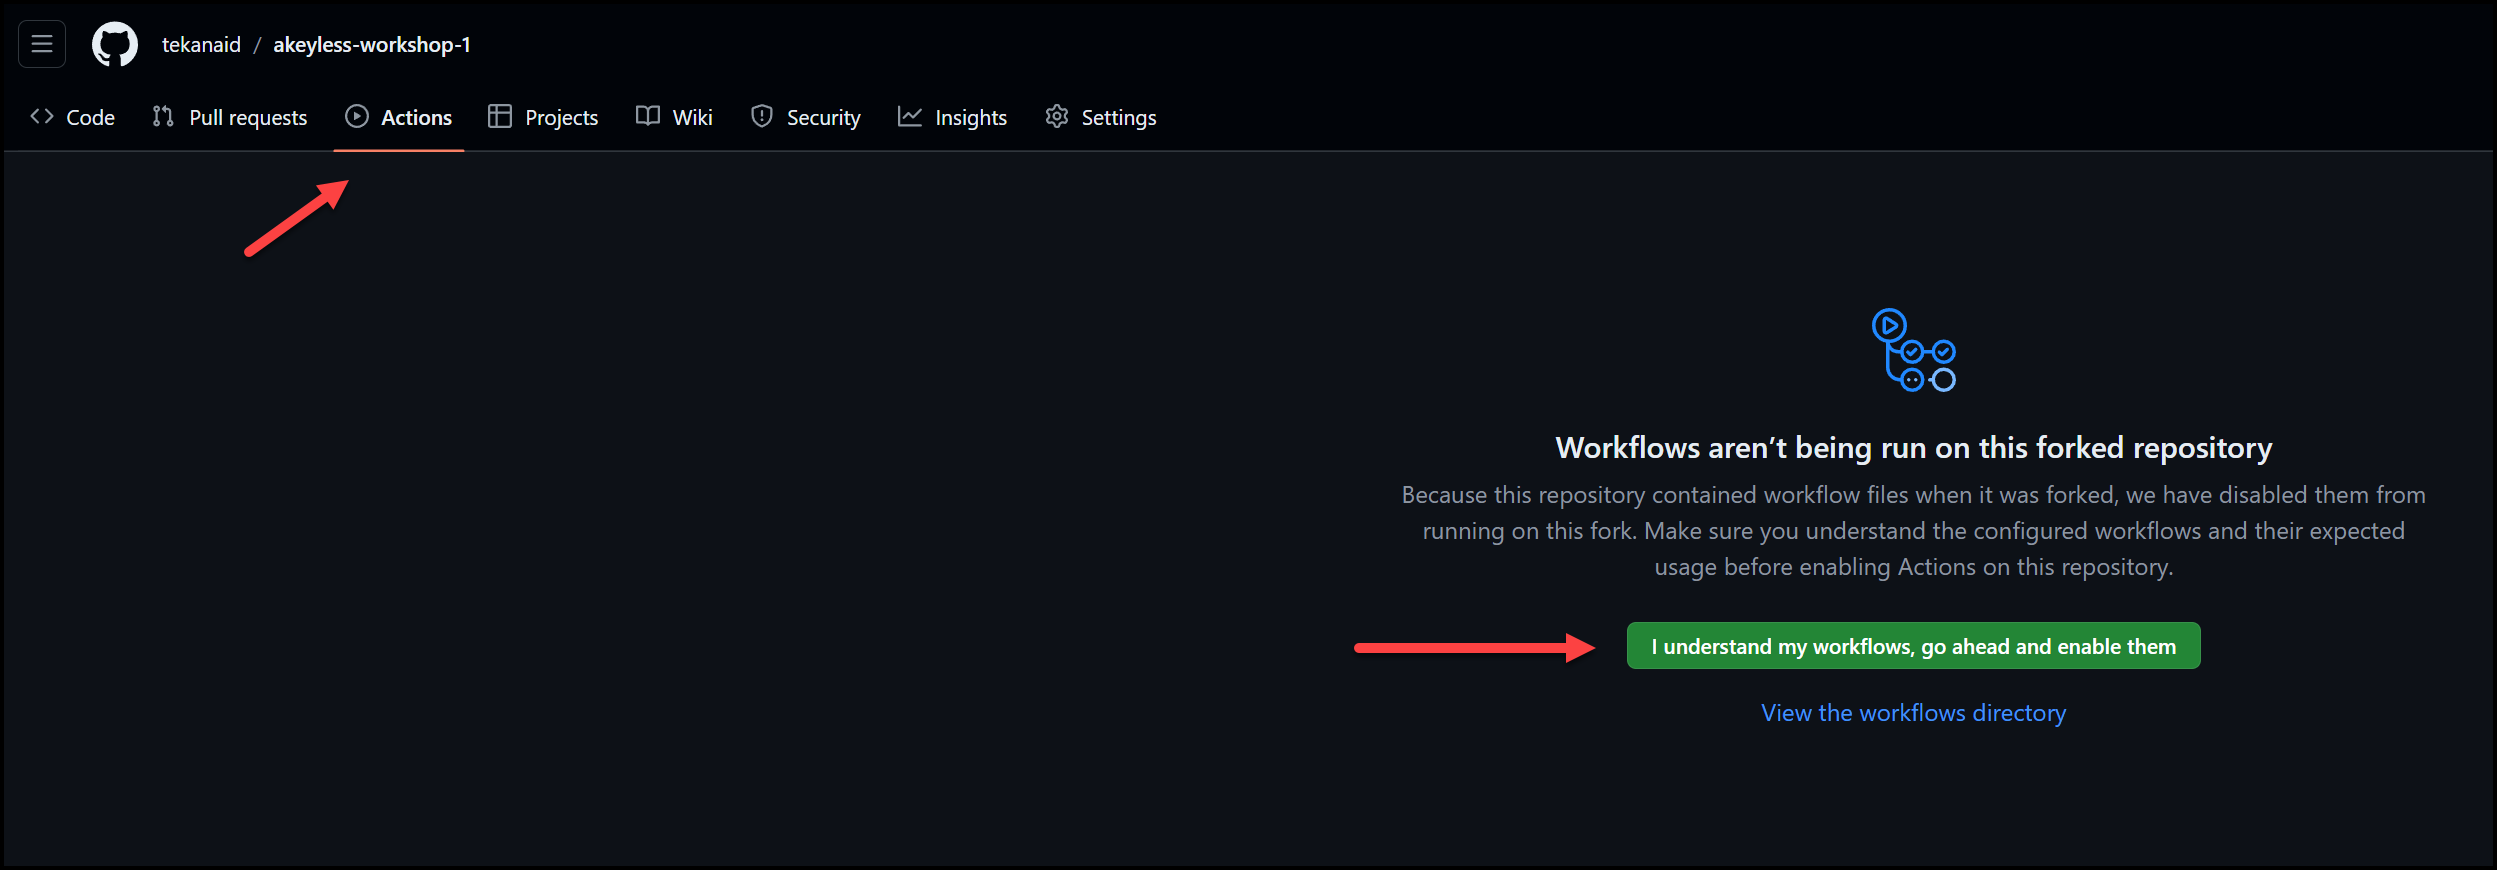 tekanaid / akeyless-workshop-1
Code Pull requests Actions Projects Wiki Security Insights Settings
Workflows aren’t being run on this forked repository
Because this repository contained workflow files when it was forked, we have disabled them from
running on this fork. Make sure you understand the configured workflows and their expected
usage before enabling Actions on this repository.
I understand my workflows, go ahead and enable them
View the workflows directory